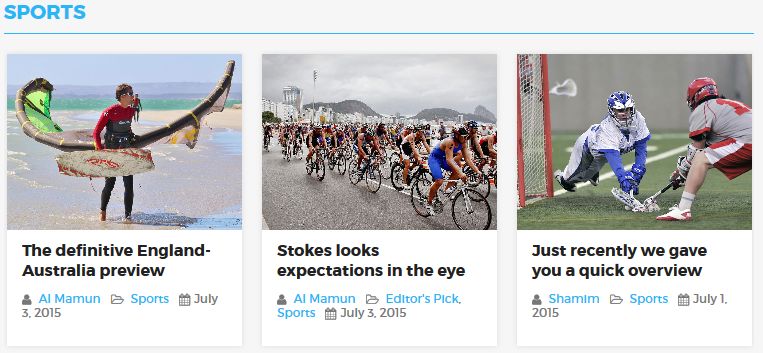 SPORTS
The definitive England-
Australia preview
Al Mamun Sports July
3, 2015
Stokes looks
expectations in the eye
Al Mamun Editor's Pick,
Sports July 3, 2015
Just recently we gave
you a quick overview
Shamim Sports July 1,
2015